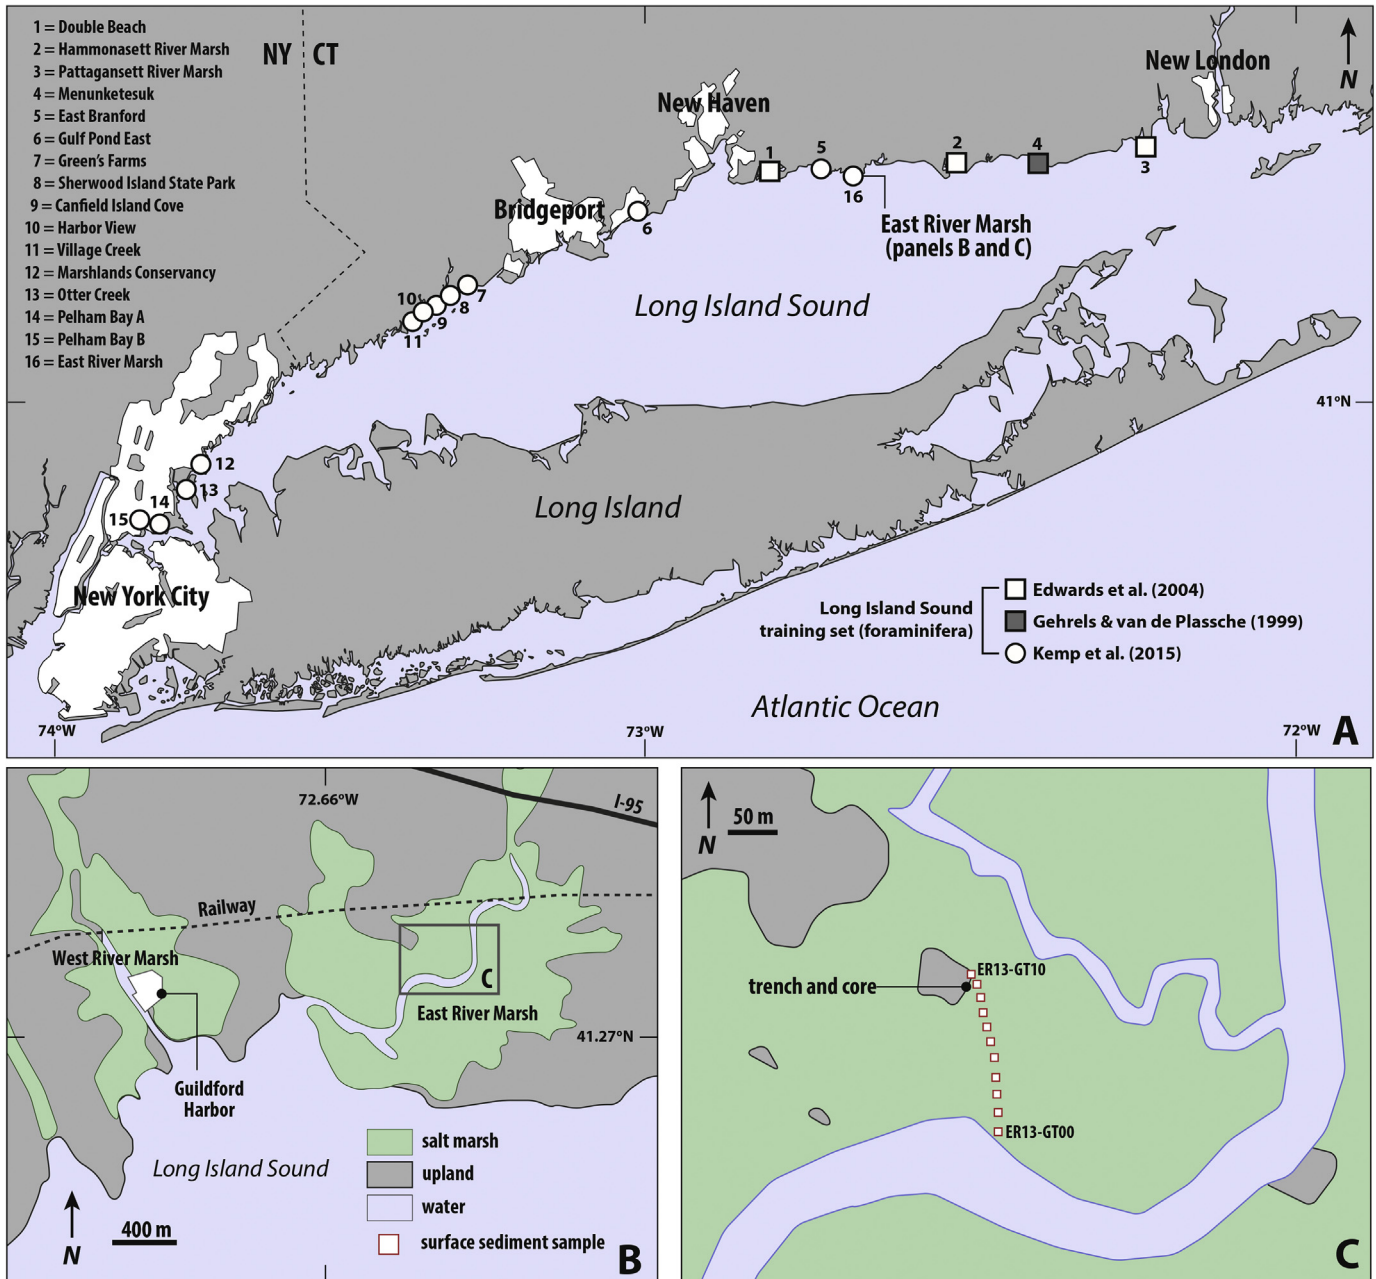 1 = Double Beach
2 = Hammonasett River Marsh
3 = Pattagansett River Marsh
4 = Menunketesuk
5 = East Branford
6 = Gulf Pond East
7 = Green's Farms
8 = Sherwood Island State Park
9 = Canfield Island Cove
10 = Harbor View
11 = Village Creek
12 = Marshlands Conservancy
13 = Otter Creek
14 = Pelham Bay A
15 = Pelham Bay B
16 = East River Marsh
NY CT
New London
N
New Haven
1
5
16
2
4
3
East River Marsh
(panels B and C)
Bridgeport
6
7
8
9
10
11
Long Island Sound
41°N
12
13
14
15
Long Island
New York City
Long Island Sound
training set (foraminifera)
Edwards et al. (2004)
Gehrels & van de Plassche (1999)
Kemp et al. (2015)
Atlantic Ocean
74°W
73°W
72°W
A
72.66°W
I-95
Railway
West River Marsh
C
East River Marsh
41.27°N
Guildford
Harbor
Long Island Sound
salt marsh
upland
water
surface sediment sample
N
400 m
B
N
50 m
ER13-GT10
trench and core
ER13-GT00
C